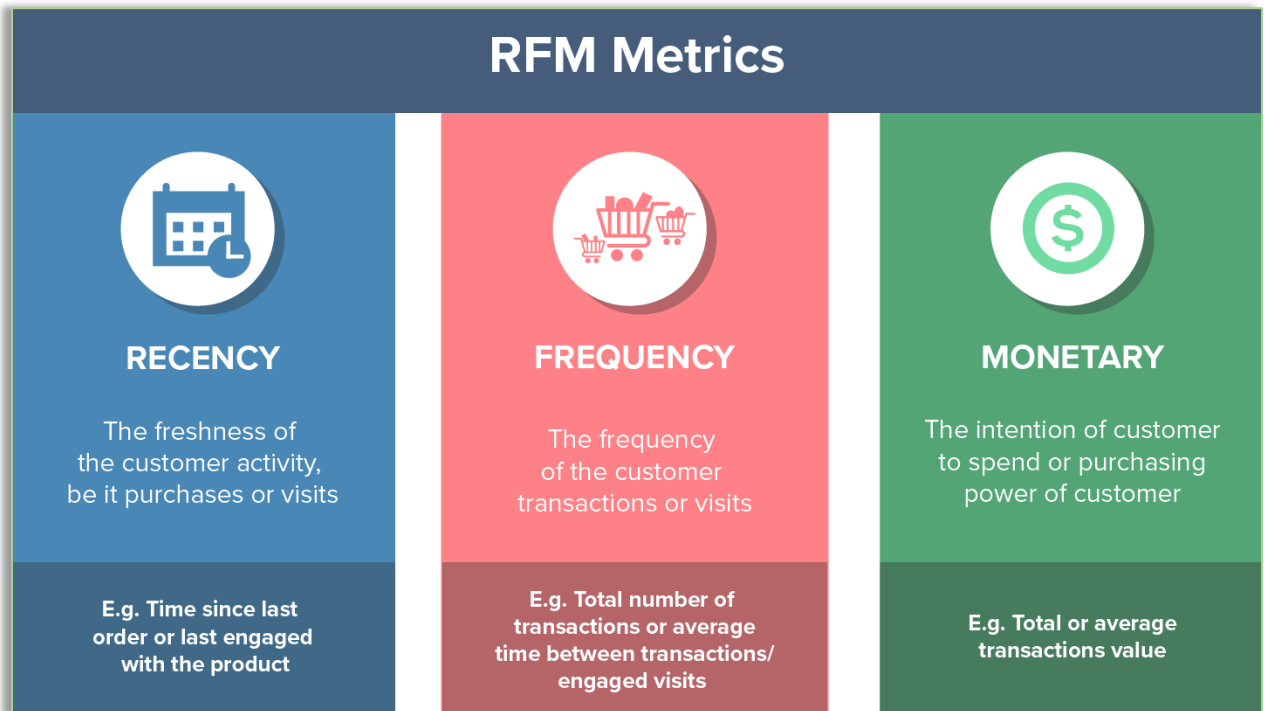 RFM Metrics
RECENCY
The freshness of
the customer activity,
be it purchases or visits
E.g. Time since last
order or last engaged
with the product
FREQUENCY
The frequency
of the customer
transactions or visits
E.g. Total number of
transactions or average
time between transactions/
engaged visits
$
MONETARY
The intention of customer
to spend or purchasing
power of customer
E.g. Total or average
transactions value